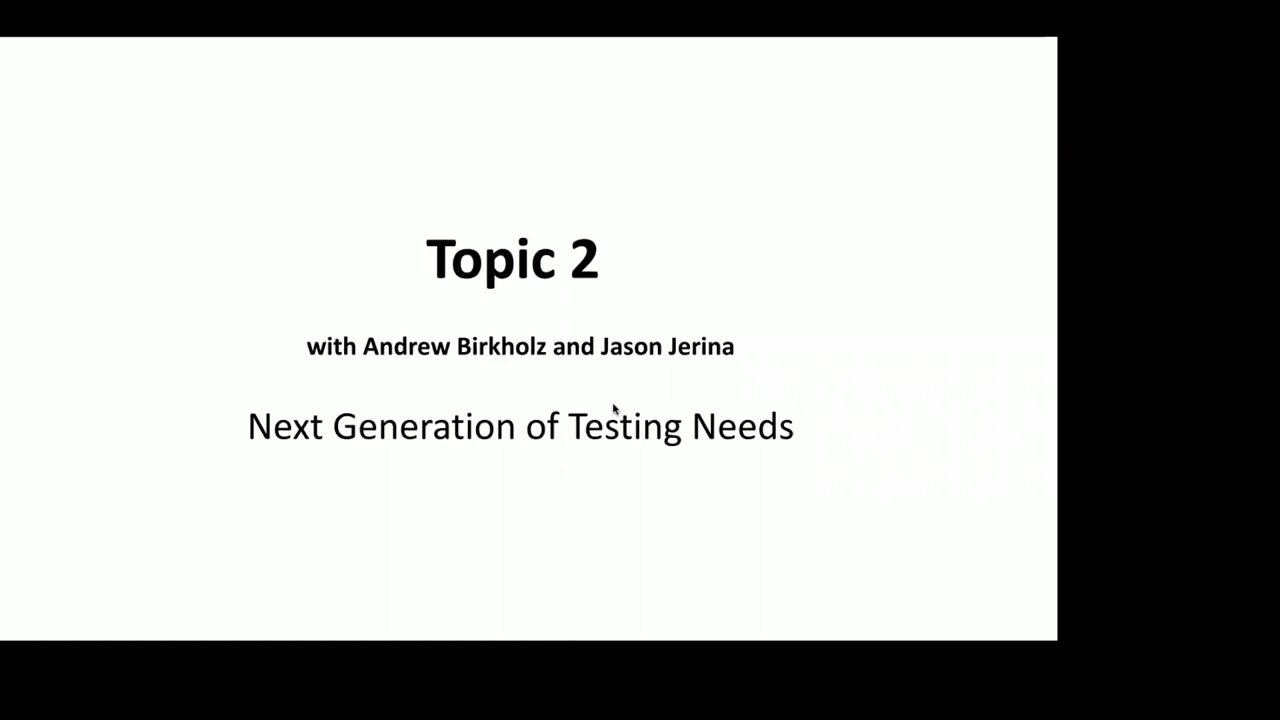 Topic 2
with Andrew Birkholz and Jason Jerina
Next Generation of Testing Needs